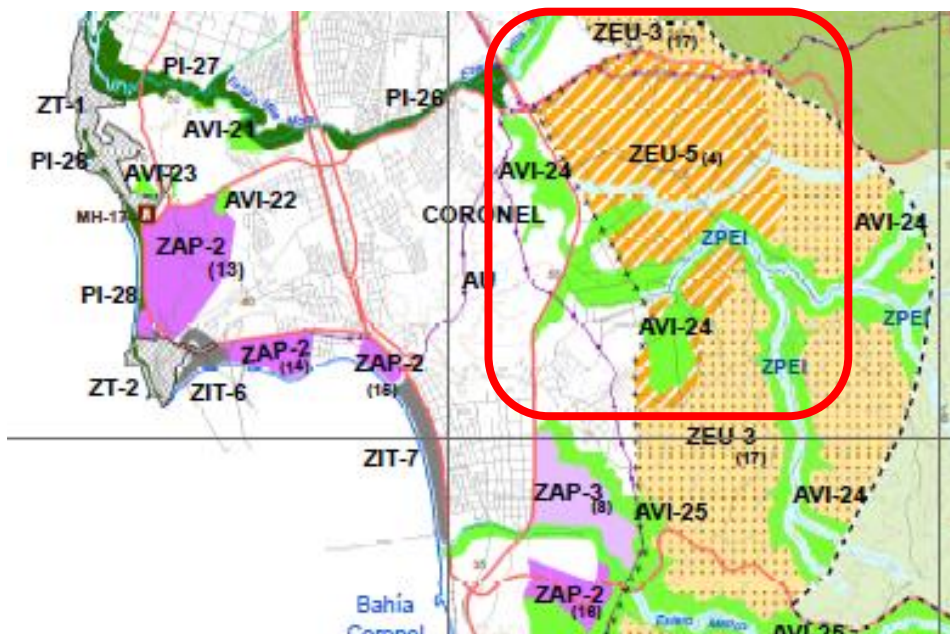 ZEU-3 (17)
PI-27
PI-26
ZT-1
AVI-21
ZEU-5 (4)
PI-28
AVI-23
AVI-24
AVI-22
MH-17
CORONEL
AVI-24
ZAP-2
(13)
ZPEI
AU
PI-28
ZPEI
AVI-24
ZAP-2
(14)
ZAP-2
ZPEI
ZT-2
ZIT-6
ZEU-3
(17)
ZIT-7
ZAP-3
(8)
AVI-24
AVI-25
ZAP-2
(16)
Bahía
Coronel
Estero
AVI-25